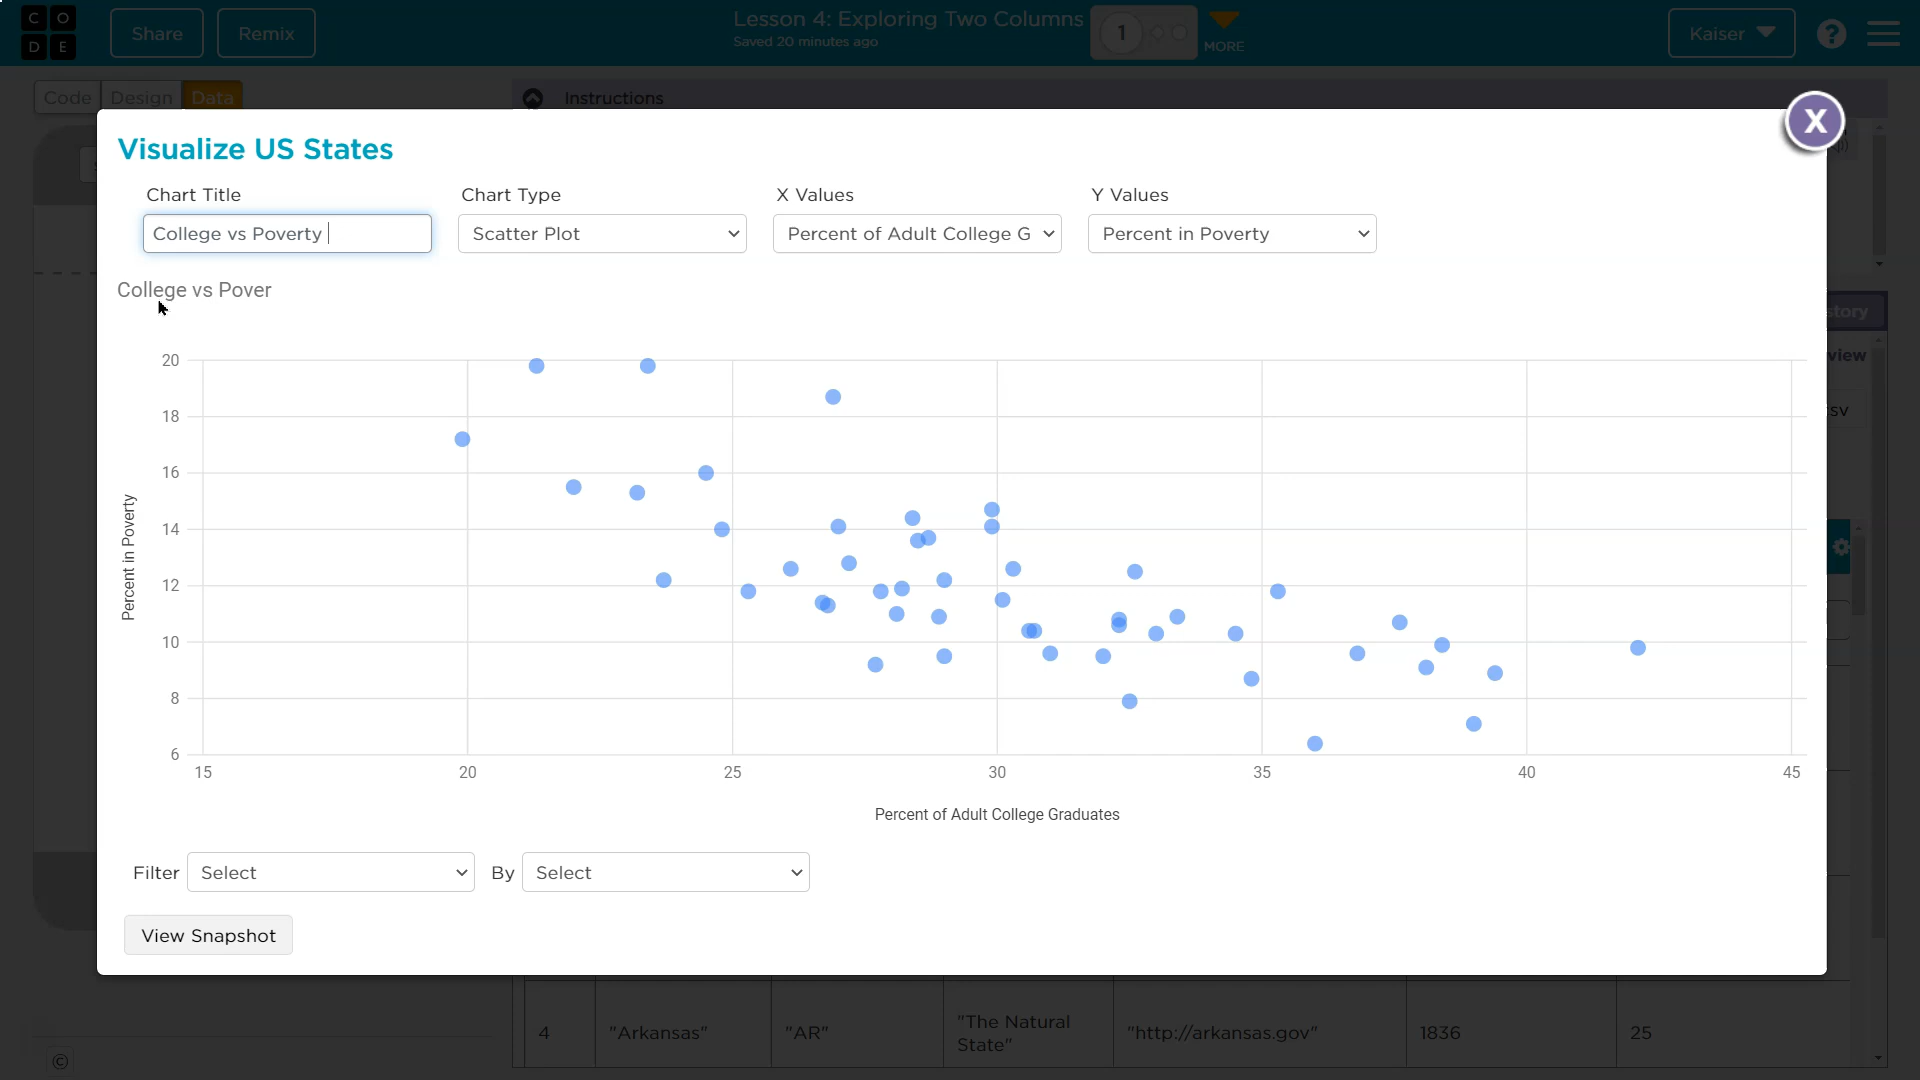 C O
D E
Share
Remix
Lesson 4: Exploring Two Columns
Saved 20 minutes ago
1
MORE
Kaiser
?
Code
Design
Data
Instructions
X
Visualize US States
Chart Title
Chart Type
X Values
Y Values
College vs Poverty
Scatter Plot
Percent of Adult College G
Percent in Poverty
College vs Pover
story
view
sv
20
18
16
14
12
10
8
6
Percent in Poverty
15
20
25
30
35
40
45
Percent of Adult College Graduates
Filter
Select
By
Select
View Snapshot
4
"Arkansas"
"AR"
"The Natural
State"
"http://arkansas.gov"
1836
25
©